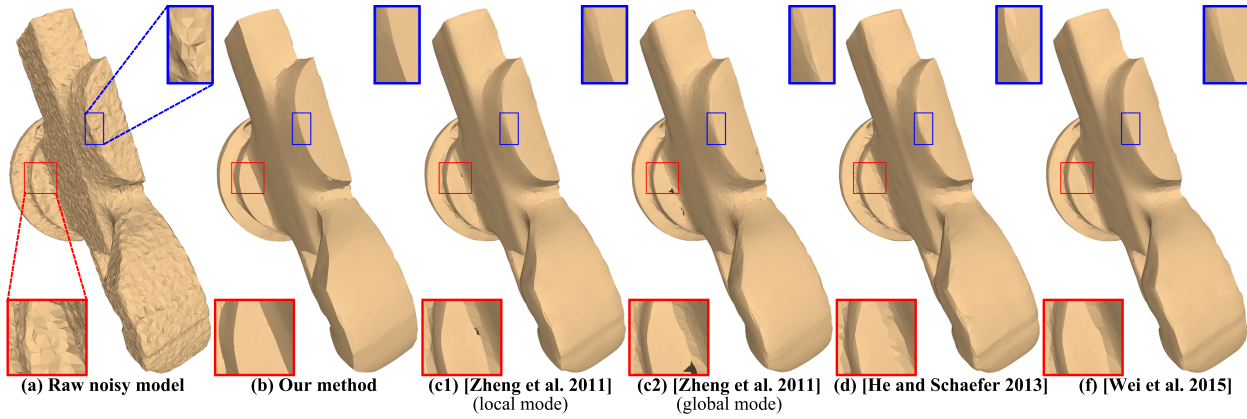 (a) Raw noisy model
(b) Our method
(c1) [Zheng et al. 2011]
(local mode)
(c2) [Zheng et al. 2011]
(global mode)
(d) [He and Schaefer 2013]
(f) [Wei et al. 2015]